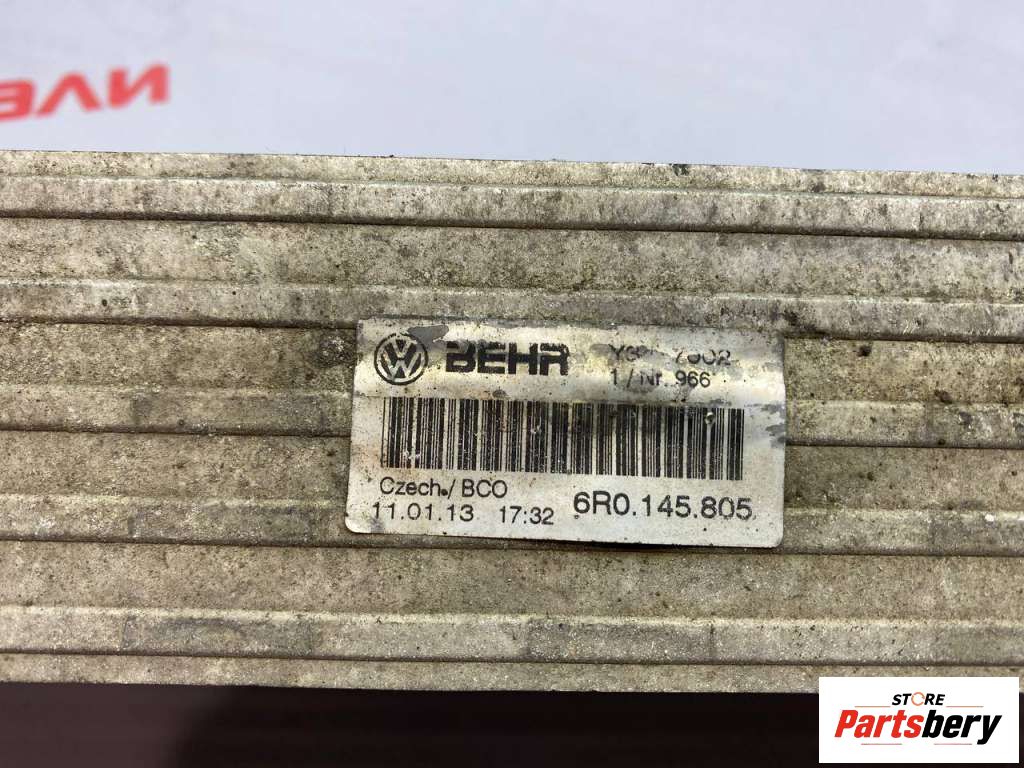 BEHR
1/Nr. 966
Czech./BCO
11.01.13 17:32
6R0.145.805
STORE
Partsbery